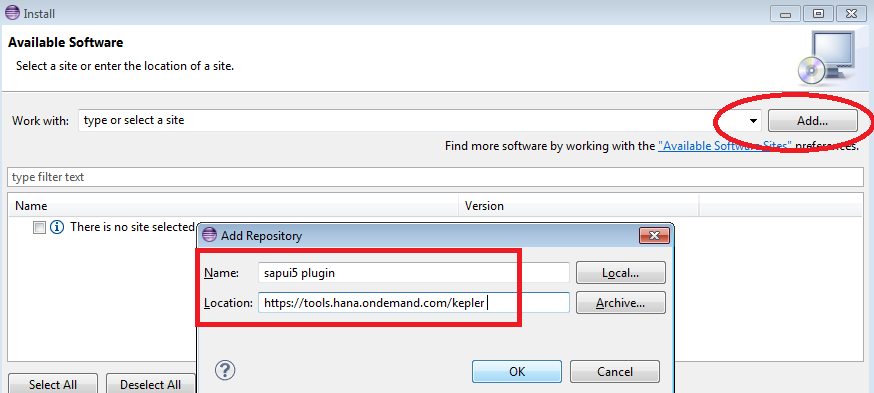 Install
Available Software
Select a site or enter the location of a site.
Work with: type or select a site Add...
Find more software by working with the "Available Software Sites" preferences.
type filter text
Name Version
There is no site selected
Add Repository
Name: sapui5 plugin Local...
Location: https://tools.hana.ondemand.com/kepler Archive...
? OK Cancel
Select All Deselect All